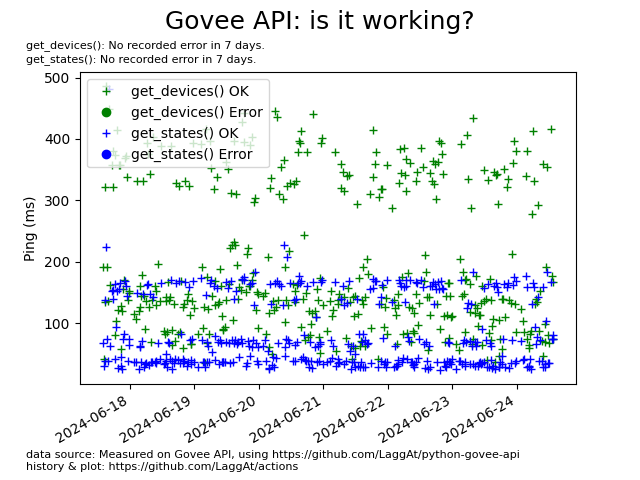 Govee API: is it working?
get_devices(): No recorded error in 7 days.
get_states(): No recorded error in 7 days.
get_devices() OK
get_devices() Error
get_states() OK
get_states() Error
Ping (ms)
500
400
300
200
100
2024-06-18
2024-06-19
2024-06-20
2024-06-21
2024-06-22
2024-06-23
2024-06-24
data source: Measured on Govee API, using https://github.com/LaggAt/python-govee-api
history & plot: https://github.com/LaggAt/actions